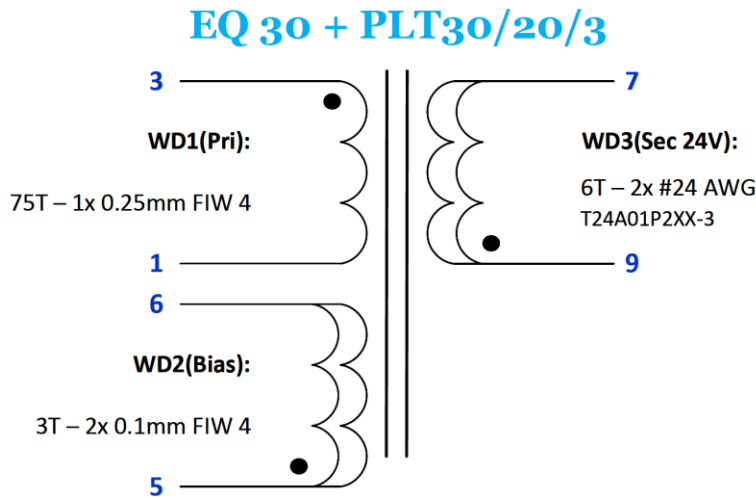 EQ 30 + PLT30/20/3
3
7
WD1(Pri):
WD3(Sec 24V):
75T – 1x 0.25mm FIW 4
6T – 2x #24 AWG
T24A01P2XX-3
1
9
6
WD2(Bias):
3T – 2x 0.1mm FIW 4
5